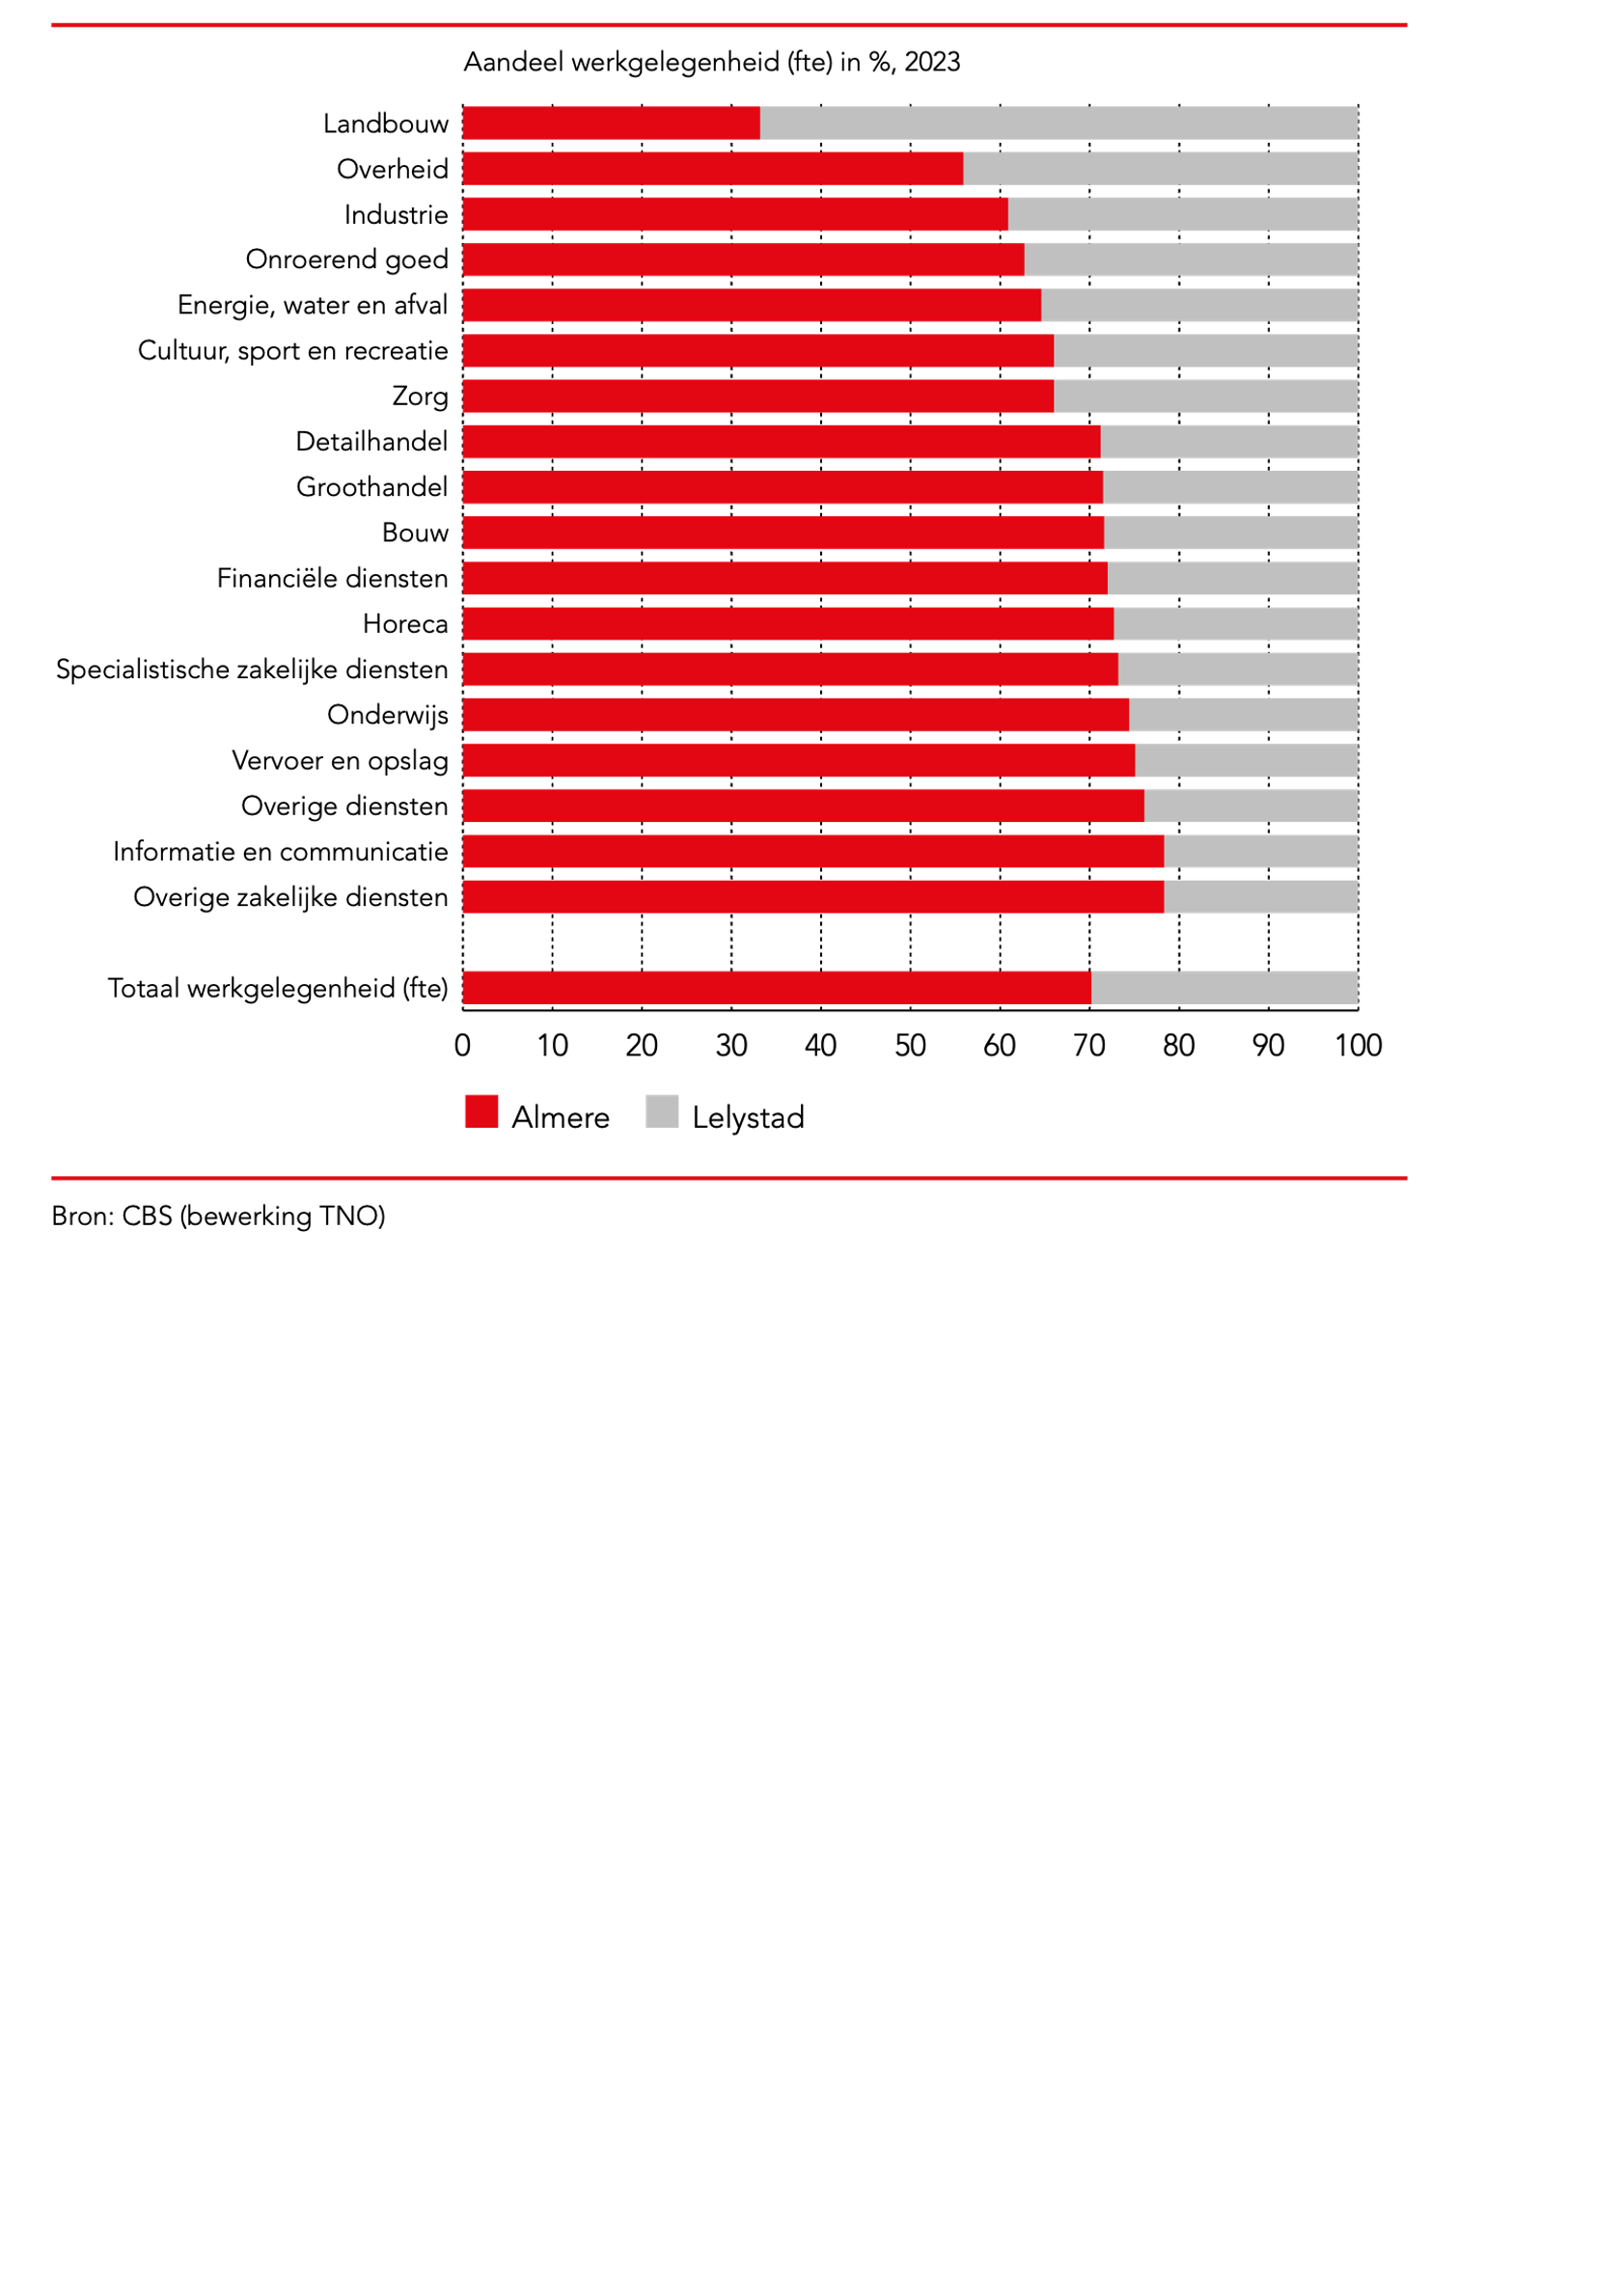 Aandeel werkgelegenheid (fte) in %, 2023
Landbouw
Overheid
Industrie
Onroerend goed
Energie, water en afval
Cultuur, sport en recreatie
Zorg
Detailhandel
Groothandel
Bouw
Financiële diensten
Horeca
Specialistische zakelijke diensten
Onderwijs
Vervoer en opslag
Overige diensten
Informatie en communicatie
Overige zakelijke diensten
Totaal werkgelegenheid (fte)
0 10 20 30 40 50 60 70 80 90 100
Almere Lelystad
Bron: CBS (bewerking TNO)